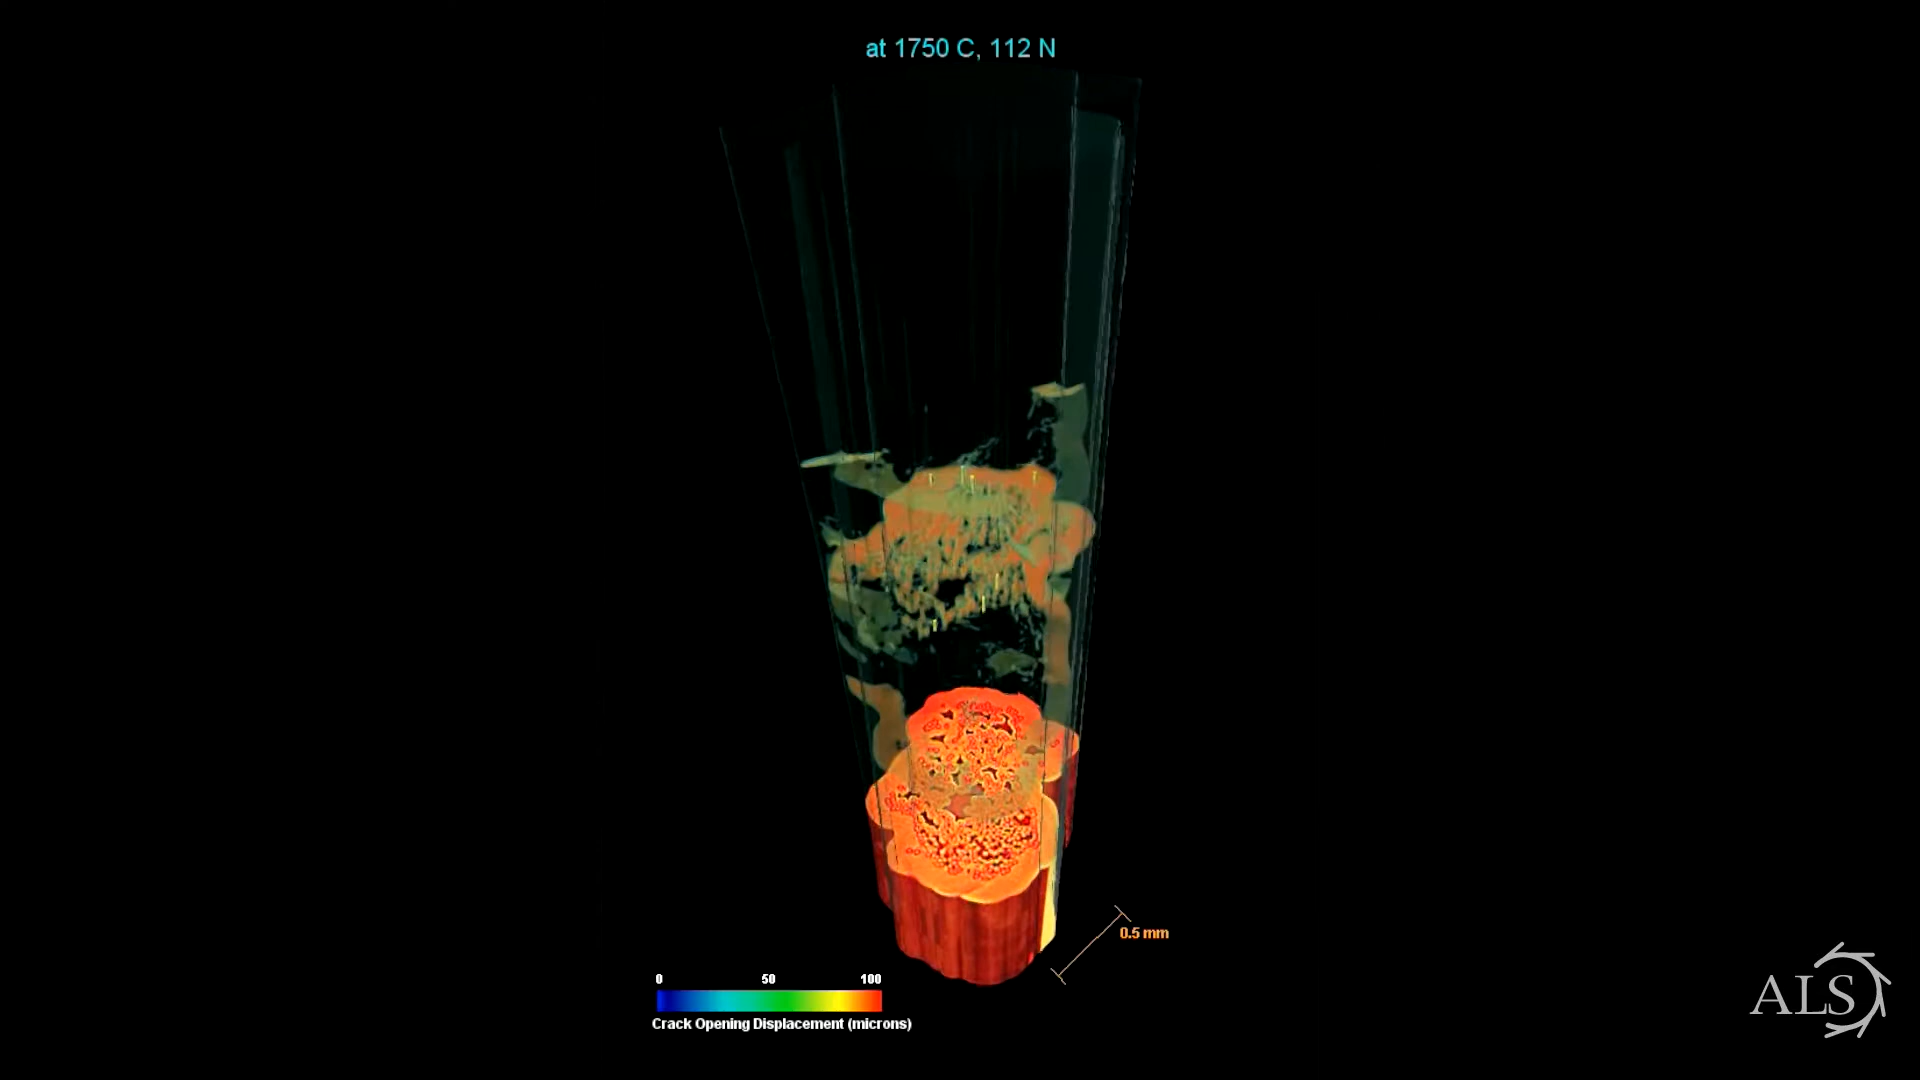 at 1750 C, 112 N
0.5 mm
0 50 100
Crack Opening Displacement (microns)
ALS